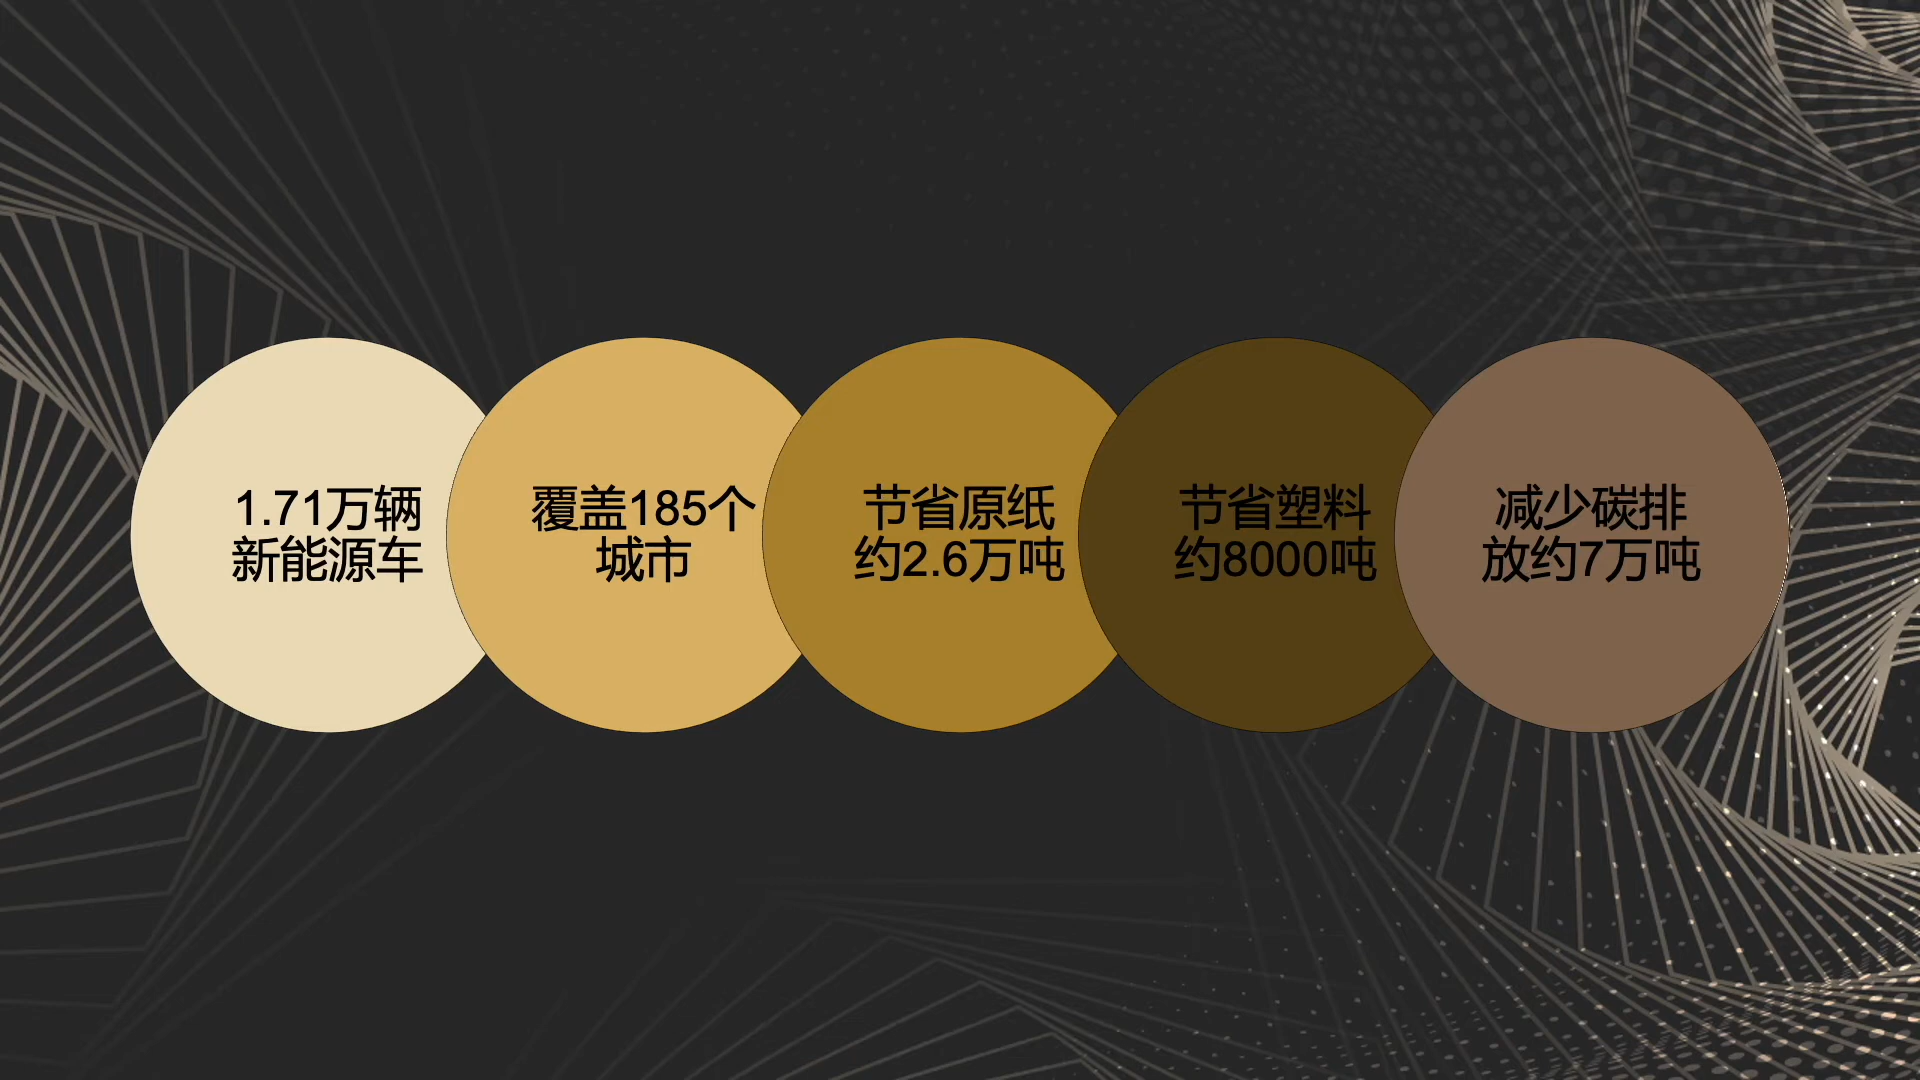 1.71万辆
新能源车
覆盖185个
城市
节省原纸
约2.6万吨
节省塑料
约8000吨
减少碳排
放约7万吨